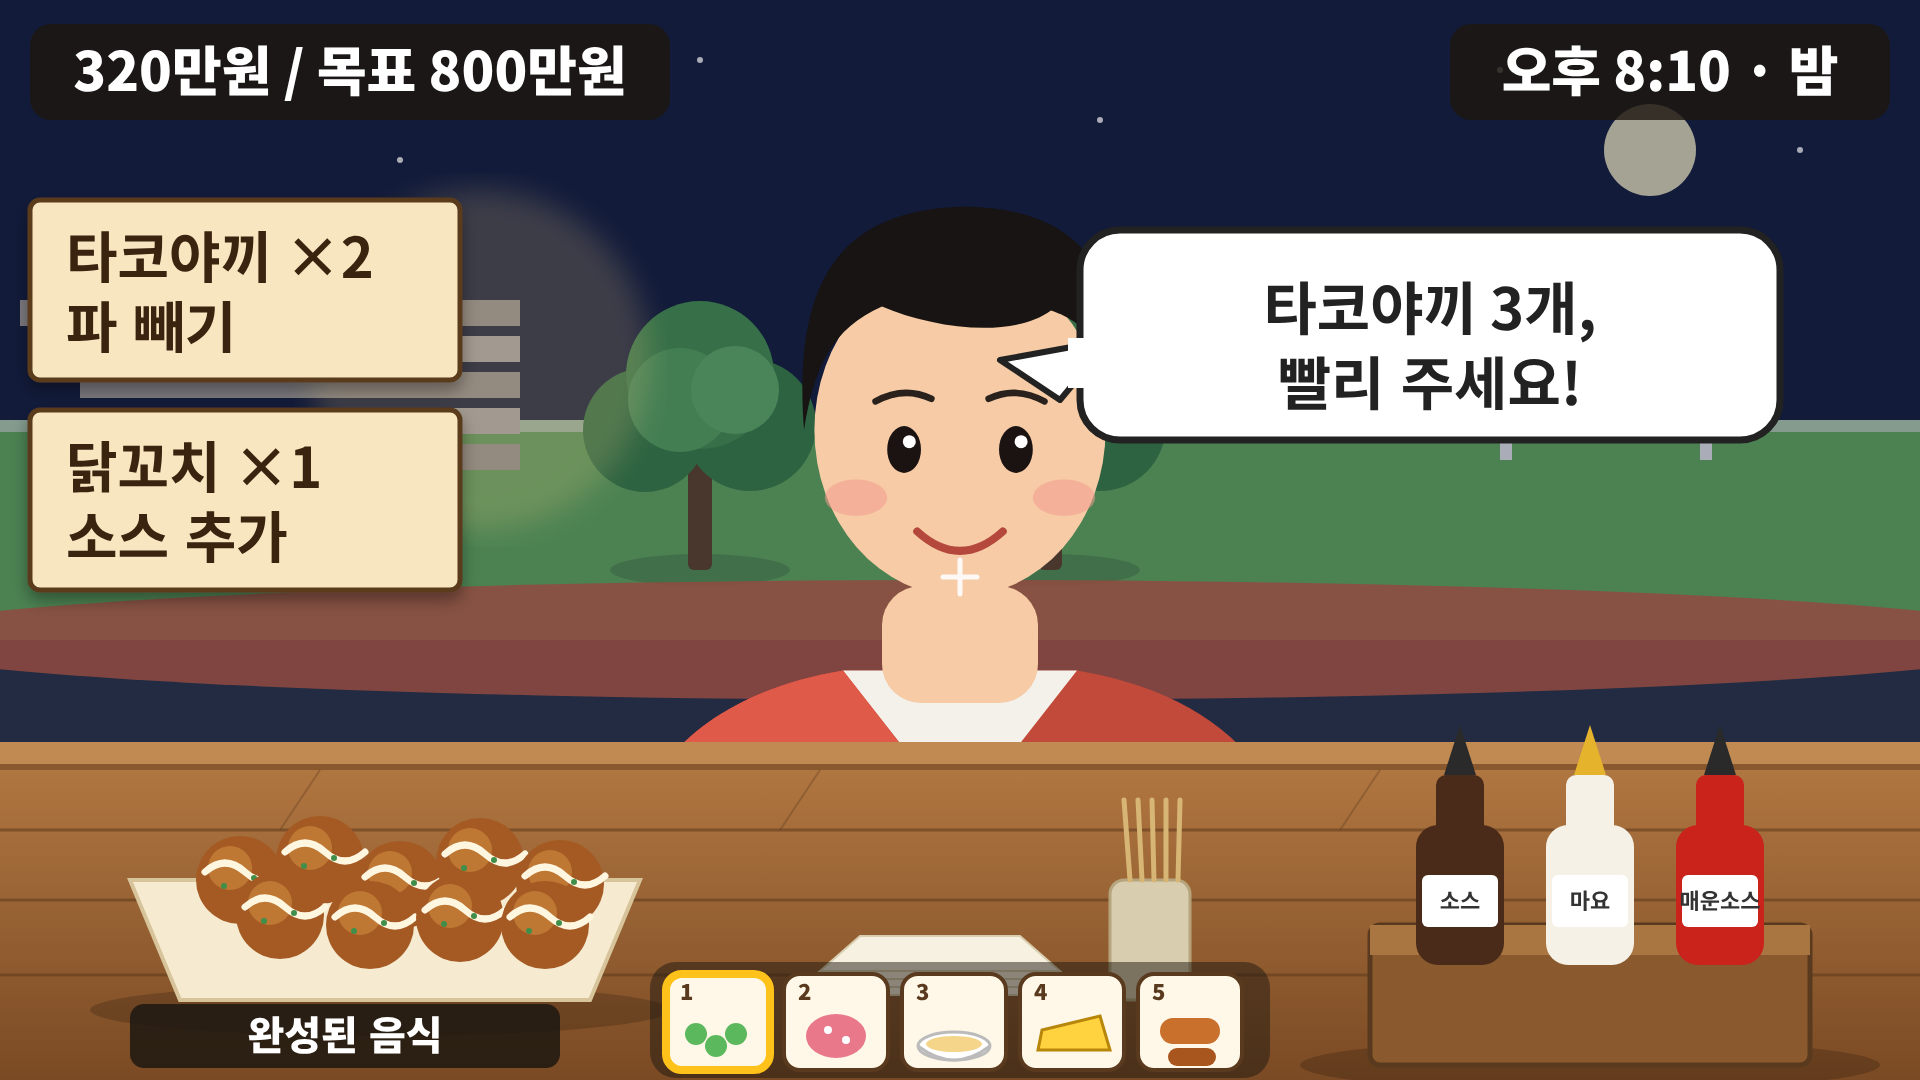 320만원 / 목표 800만원
오후 8:10 · 밤
타코야끼 ×2
파 빼기
닭꼬치 ×1
소스 추가
타코야끼 3개,
빨리 주세요!
소스
마요
매운소스
완성된 음식
1
2
3
4
5